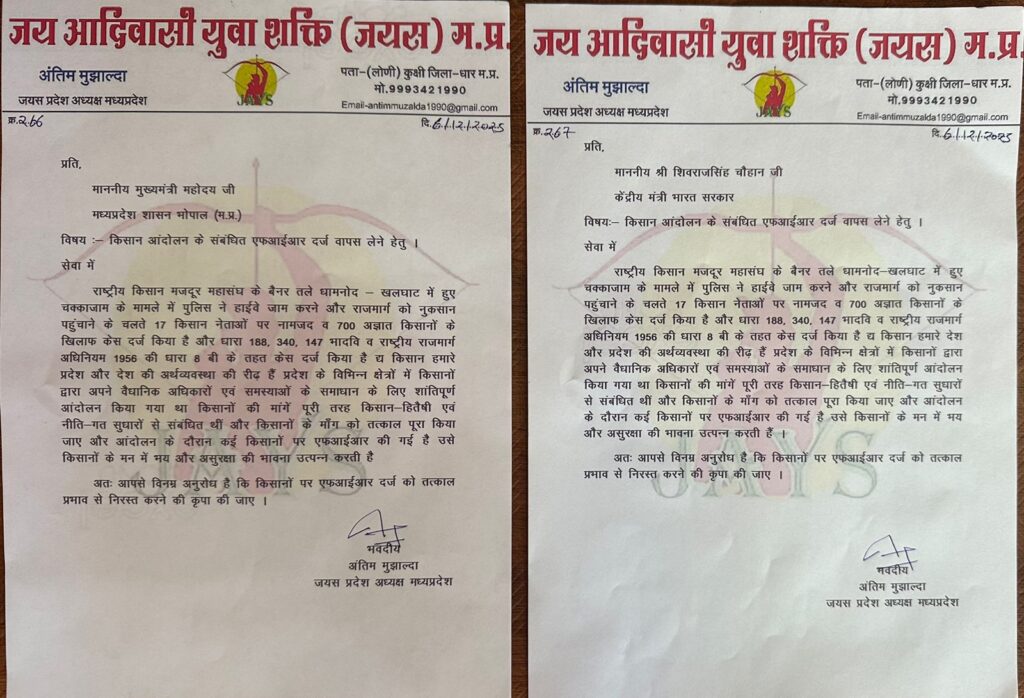 जय आदिवासी युवा शक्ति (जयस) म.प्र.
अंतिम मुझाल्दा
जयस प्रदेश अध्यक्ष मध्यप्रदेश
JAYS
पता–(लोणी) कुक्षी जिला–धार म.प्र.
मो.9993421990
Email-antimmuzalda1990@gmail.com
क्र.266
दि.6/12/2025
प्रति,
माननीय मुख्यमंत्री महोदय जी
मध्यप्रदेश शासन भोपाल (म.प्र.)
विषय :– किसान आंदोलन के संबंधित एफआईआर दर्ज वापस लेने हेतु ।
सेवा में
राष्ट्रीय किसान मजदूर महासंघ के बैनर तले धामनोद – खलघाट में हुए
चक्काजाम के मामले में पुलिस ने हाईवे जाम करने और राजमार्ग को नुकसान
पहुंचाने के चलते 17 किसान नेताओं पर नामजद व 700 अज्ञात किसानों के
खिलाफ केस दर्ज किया है और धारा 188, 340, 147 भादवि व राष्ट्रीय राजमार्ग
अधिनियम 1956 की धारा 8 बी के तहत केस दर्ज किया है द्य किसान हमारे
प्रदेश और देश की अर्थव्यवस्था की रीढ़ हैं प्रदेश के विभिन्न क्षेत्रों में किसानों
द्वारा अपने वैधानिक अधिकारों एवं समस्याओं के समाधान के लिए शांतिपूर्ण
आंदोलन किया गया था किसानों की मांगें पूरी तरह किसान–हितैषी एवं
नीति–गत सुधारों से संबंधित थीं और किसानों के माँग को तत्काल पूरा किया
जाए और आंदोलन के दौरान कई किसानों पर एफआईआर की गई है उसे
किसानों के मन में भय और असुरक्षा की भावना उत्पन्न करती है
अतः आपसे विनम्र अनुरोध है कि किसानों पर एफआईआर दर्ज को तत्काल
प्रभाव से निरस्त करने की कृपा की जाए ।
भवदीय
अंतिम मुझाल्दा
जयस प्रदेश अध्यक्ष मध्यप्रदेश
JAYS
जय आदिवासी युवा शक्ति (जयस) म.प्र.
अंतिम मुझाल्दा
जयस प्रदेश अध्यक्ष मध्यप्रदेश
JAYS
पता–(लोणी) कुक्षी जिला–धार म.प्र.
मो.9993421990
Email-antimmuzalda1990@gmail.com
क्र.267
दि.6/12/2025
प्रति,
माननीय श्री शिवराजसिंह चौहान जी
केंद्रीय मंत्री भारत सरकार
विषय:– किसान आंदोलन के संबंधित एफआईआर दर्ज वापस लेने हेतु ।
सेवा में
राष्ट्रीय किसान मजदूर महासंघ के बैनर तले धामनोद–खलघाट में हुए
चक्काजाम के मामले में पुलिस ने हाईवे जाम करने और राजमार्ग को नुकसान
पहुंचाने के चलते 17 किसान नेताओं पर नामजद व 700 अज्ञात किसानों के
खिलाफ केस दर्ज किया है और धारा 188, 340, 147 भादवि व राष्ट्रीय राजमार्ग
अधिनियम 1956 की धारा 8 बी के तहत केस दर्ज किया है द्य किसान हमारे देश
और प्रदेश की अर्थव्यवस्था की रीढ़ हैं प्रदेश के विभिन्न क्षेत्रों में किसानों द्वारा
अपने वैधानिक अधिकारों एवं समस्याओं के समाधान के लिए शांतिपूर्ण आंदोलन
किया गया था किसानों की मांगें पूरी तरह किसान–हितैषी एवं नीति–गत सुधारों
से संबंधित थीं और किसानों के माँग को तत्काल पूरा किया जाए और आंदोलन
के दौरान कई किसानों पर एफआईआर की गई है उसे किसानों के मन में भय
और असुरक्षा की भावना उत्पन्न करती हैं
अतः आपसे विनम्र अनुरोध है कि किसानों पर एफआईआर दर्ज को तत्काल
प्रभाव से निरस्त करने की कृपा की जाए ।
भवदीय
अंतिम मुझाल्दा
जयस प्रदेश अध्यक्ष मध्यप्रदेश
JAYS